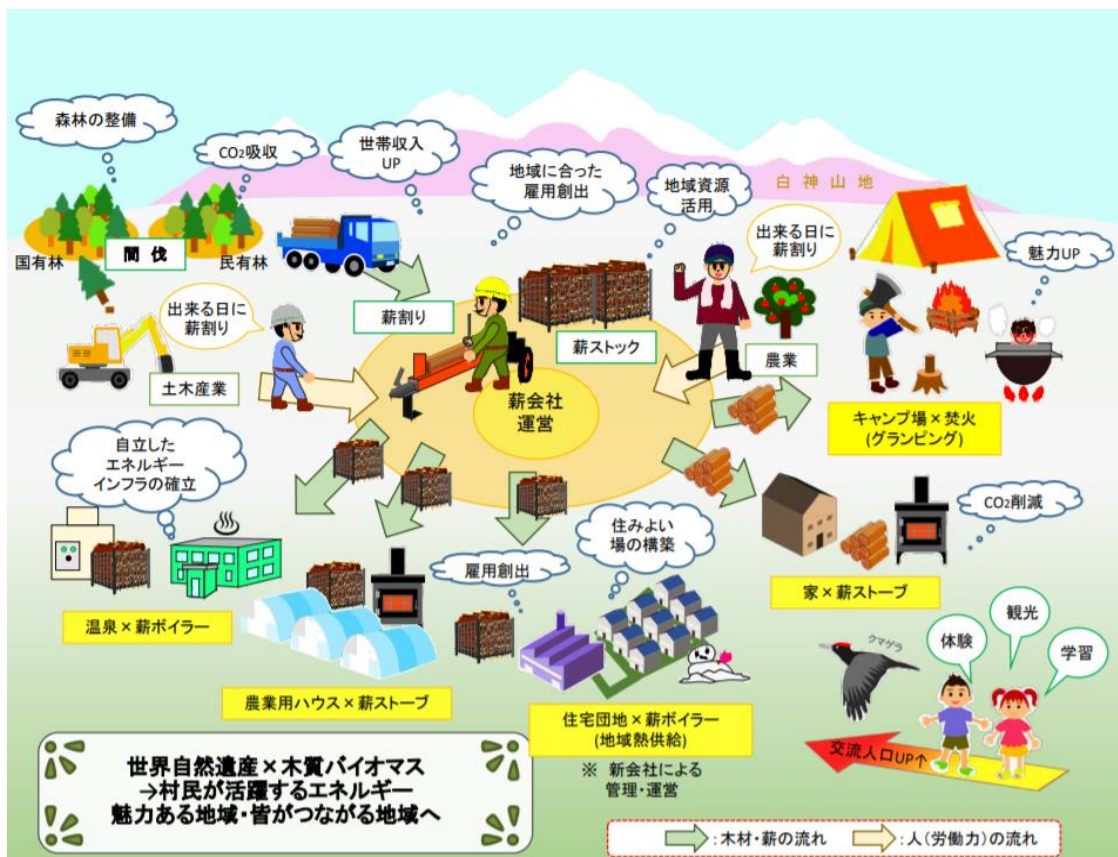 森林の整備
CO2吸収
世帯収入
UP
地域に合った
雇用創出
地域資源
活用
白神山地
国有林
間伐
民有林
出来る日に
薪割り
魅力UP
出来る日に
薪割り
薪割り
薪ストック
農業
土木産業
薪会社
運営
キャンプ場×焚火
(グランピング)
自立した
エネルギー
インフラの確立
住みよい
場の構築
CO2削減
雇用創出
家×薪ストーブ
温泉×薪ボイラー
観光
クマゲラ
体験
学習
農業用ハウス×薪ストーブ
住宅団地×薪ボイラー
(地域熱供給)
※ 新会社による
管理・運営
交流人口UP↑
世界自然遺産×木質バイオマス
→村民が活躍するエネルギー
魅力ある地域・皆がつながる地域へ
:木材・薪の流れ
:人(労働力)の流れ